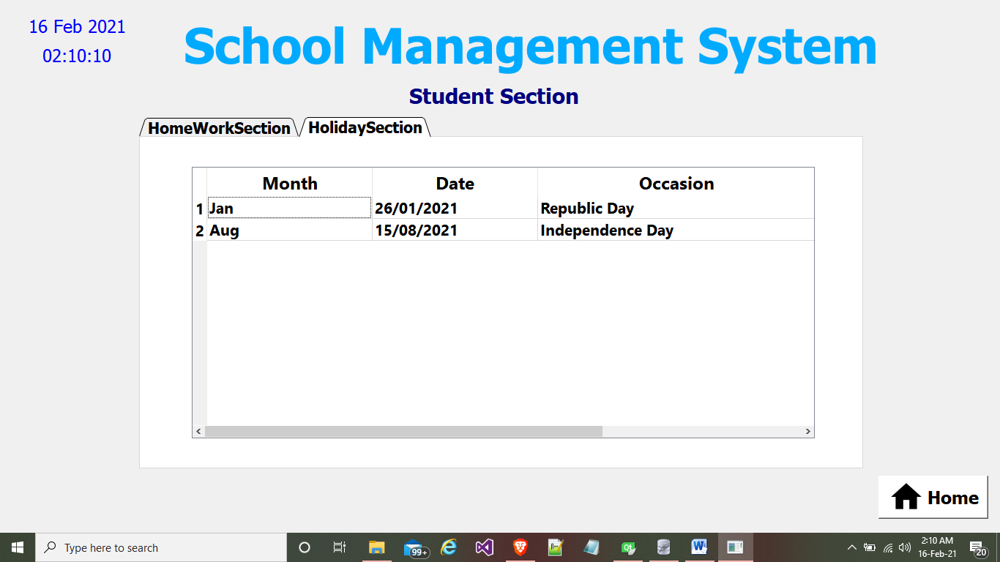 16 Feb 2021
02:10:10
School Management System
Student Section
HomeWorkSection HolidaySection
Month Date Occasion
1 Jan 26/01/2021 Republic Day
2 Aug 15/08/2021 Independence Day
Home
Type here to search
99+
2:10 AM
16-Feb-21
20